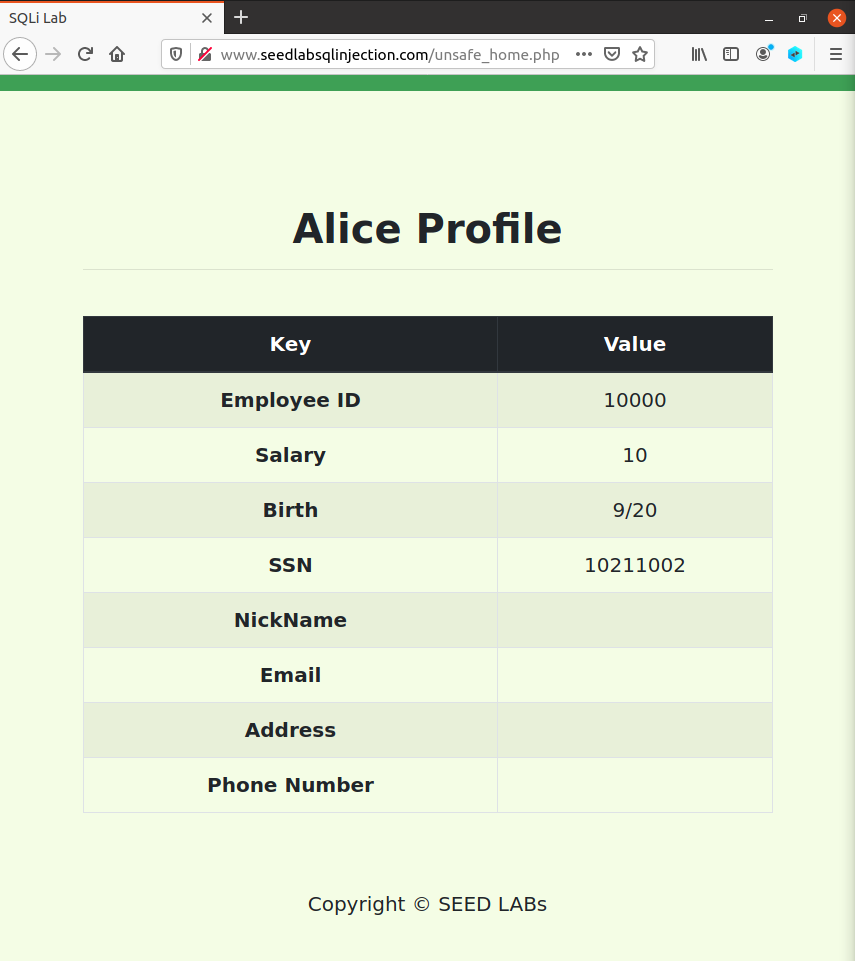 SQLi Lab
www.seedlabsqlinjection.com/unsafe_home.php
Alice Profile
Key Value
Employee ID 10000
Salary 10
Birth 9/20
SSN 10211002
NickName
Email
Address
Phone Number
Copyright © SEED LABs